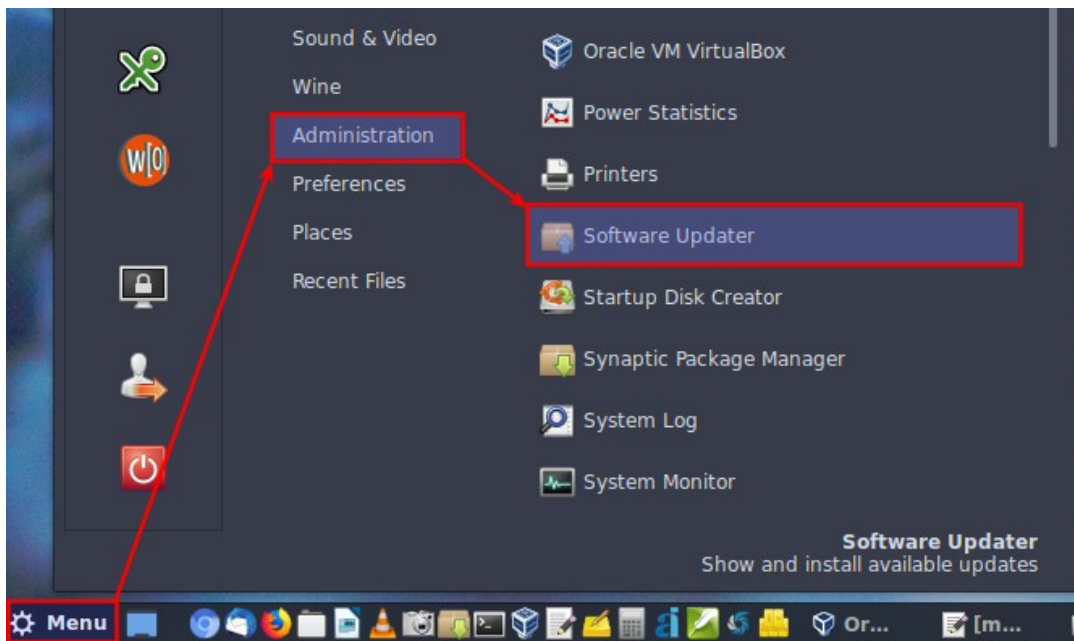 Sound & Video
Wine
Administration
Preferences
Places
Recent Files
Oracle VM VirtualBox
Power Statistics
Printers
Software Updater
Startup Disk Creator
Synaptic Package Manager
System Log
System Monitor
Software Updater
Show and install available updates
W[0]
Menu
Or...
[m...